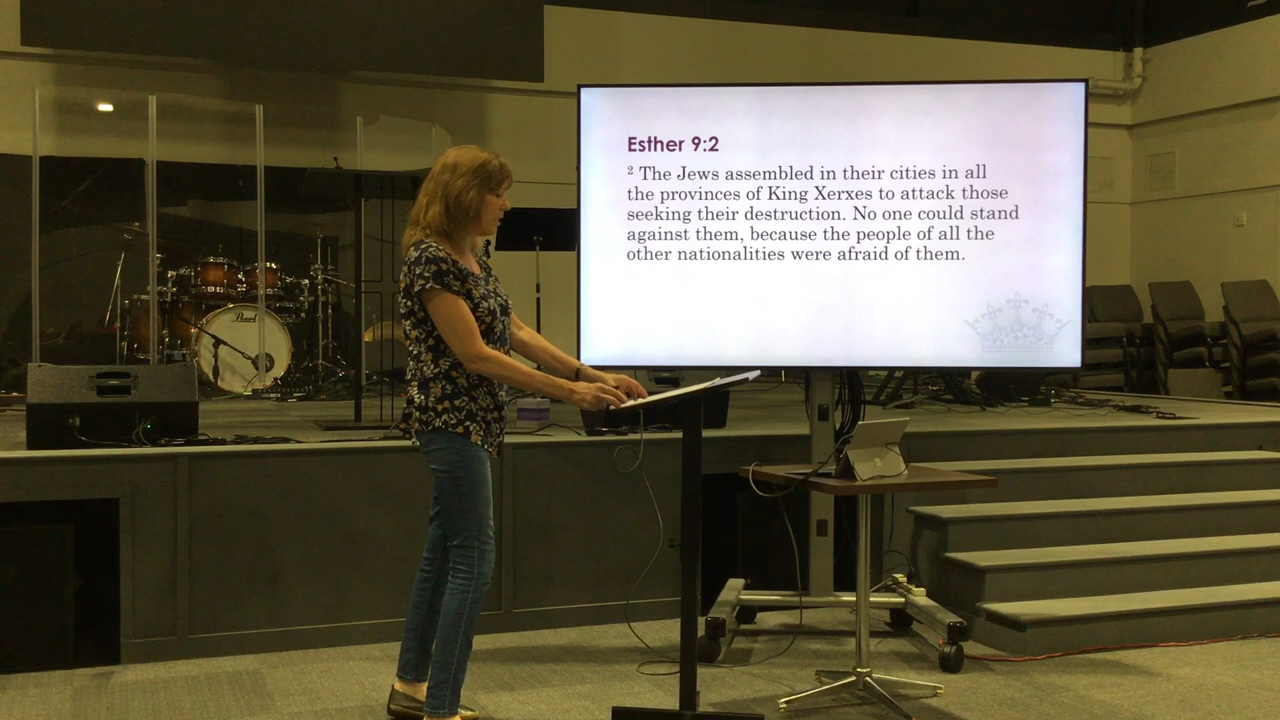 Esther 9:2
2 The Jews assembled in their cities in all
the provinces of King Xerxes to attack those
seeking their destruction. No one could stand
against them, because the people of all the
other nationalities were afraid of them.
Pearl